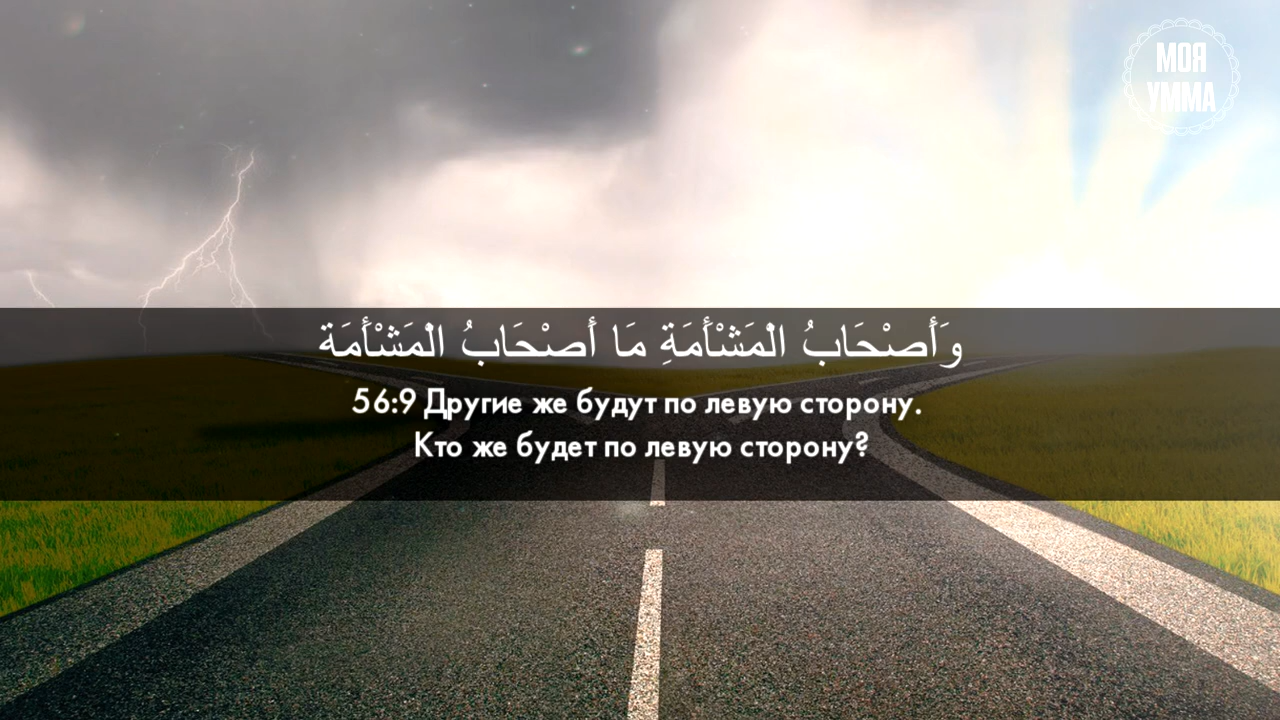 МОЯ
УММА
وَأَصْحَابُ الْمَشْأَمَةِ مَا أَصْحَابُ الْمَشْأَمَة
56:9 Другие же будут по левую сторону.
Кто же будет по левую сторону?